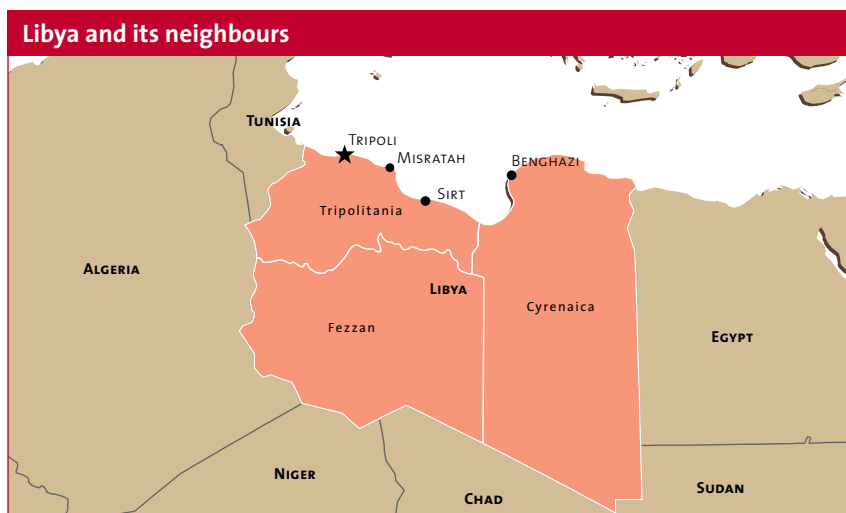 Libya and its neighbours
TUNISIA
TRIPOLI
MISRATAH
BENGHAZI
SIRT
Tripolitania
ALGERIA
LIBYA
Cyrenaica
Fezzan
EGYPT
NIGER
SUDAN
CHAD